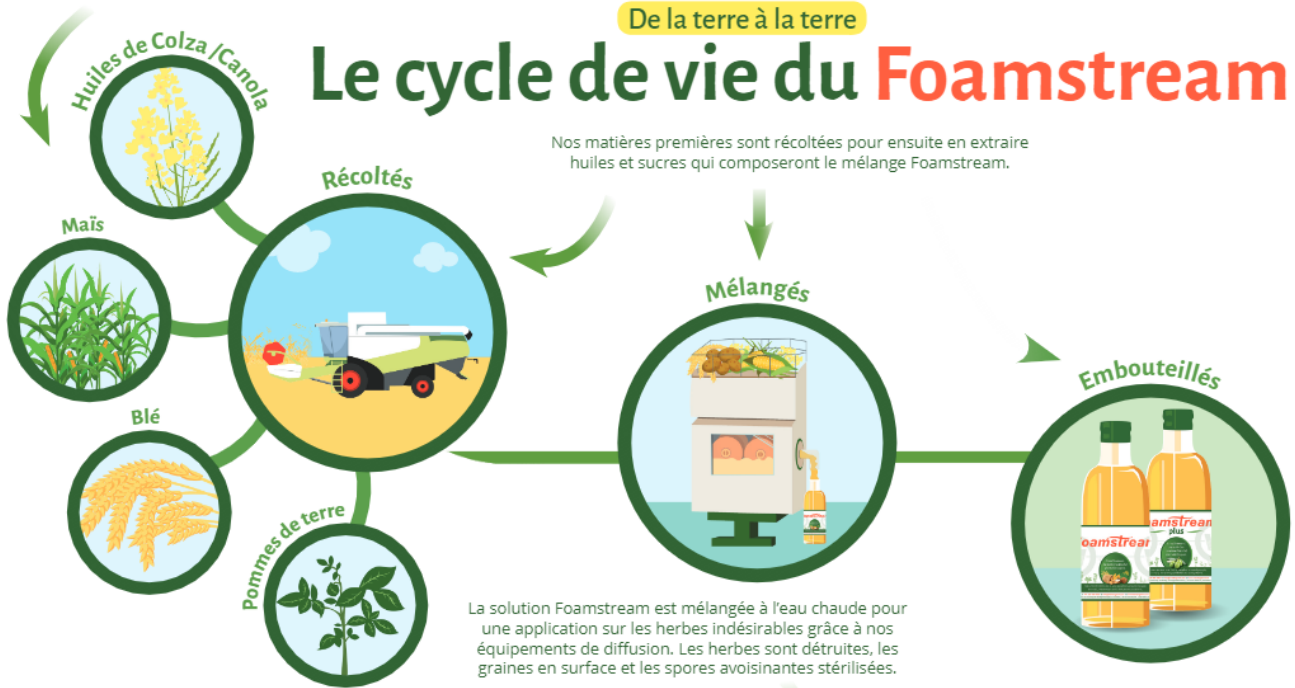 De la terre à la terre
Le cycle de vie du Foamstream
Nos matières premières sont récoltées pour ensuite en extraire
huiles et sucres qui composeront le mélange Foamstream.
Huiles de Colza /Canola
Récoltés
Maïs
Blé
Pommes de terre
Mélangés
Embouteillés
oamstrear
amstrean
plus
La solution Foamstream est mélangée à l'eau chaude pour
une application sur les herbes indésirables grâce à nos
équipements de diffusion. Les herbes sont détruites, les
graines en surface et les spores avoisinantes stérilisées.